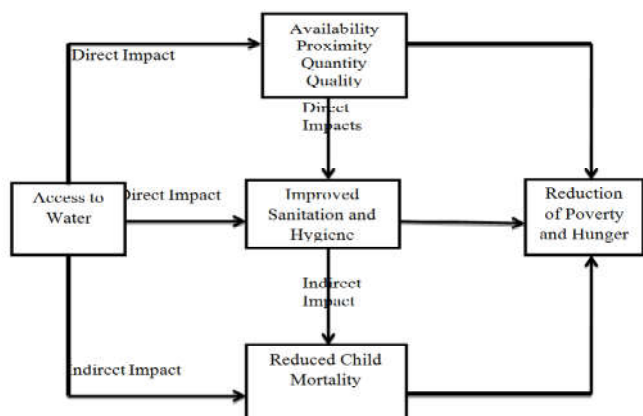 Availability
Proximity
Quantity
Quality
Direct Impact
Direct
Impacts
Access to
Water
Direct Impact
Improved
Sanitation and
Hygiene
Reduction
of Poverty
and Hunger
Indirect
Impact
Indirect Impact
Reduced Child
Mortality